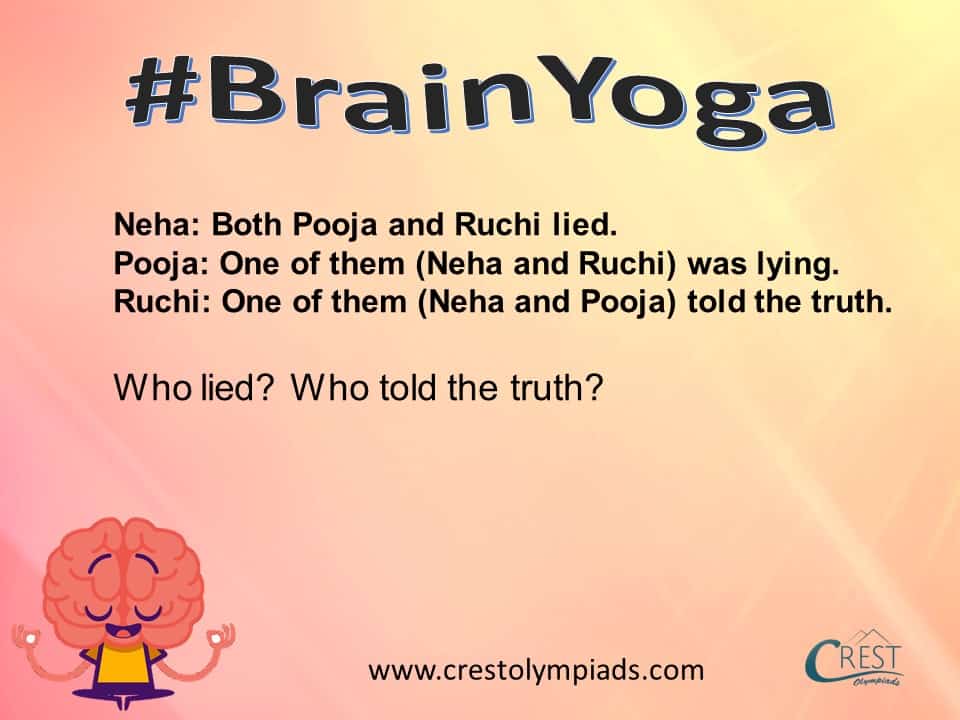 #BrainYoga
Neha: Both Pooja and Ruchi lied.
Pooja: One of them (Neha and Ruchi) was lying.
Ruchi: One of them (Neha and Pooja) told the truth.
Who lied? Who told the truth?
www.crestolympiads.com
CREST
Olympiads